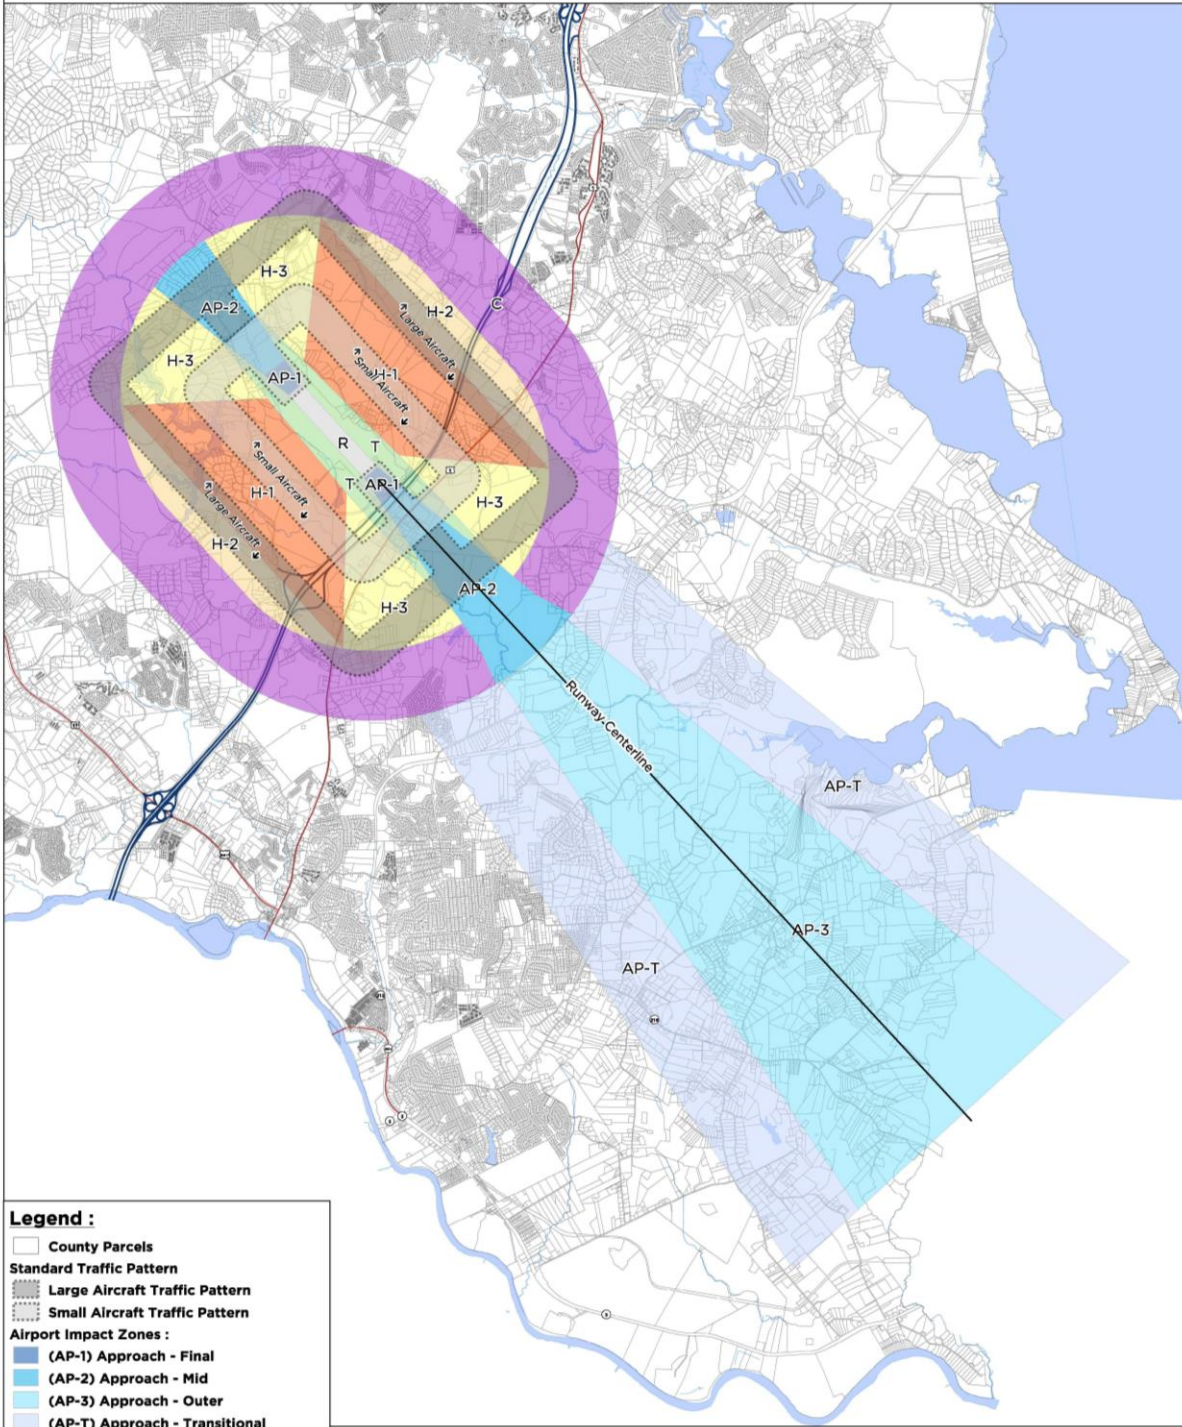 C
H-3
H-2
AP-2
Large Aircraft
H-3
H-1
Small Aircraft
AP-1
R
T
T
AP-1
Small Aircraft
H-1
H-3
Large Aircraft
H-2
AP-2
H-3
Runway-Centerline
AP-T
AP-3
AP-T
Legend :
County Parcels
Standard Traffic Pattern
Large Aircraft Traffic Pattern
Small Aircraft Traffic Pattern
Airport Impact Zones :
(AP-1) Approach - Final
(AP-2) Approach - Mid
(AP-3) Approach - Outer
(AP-T) Approach - Transitional